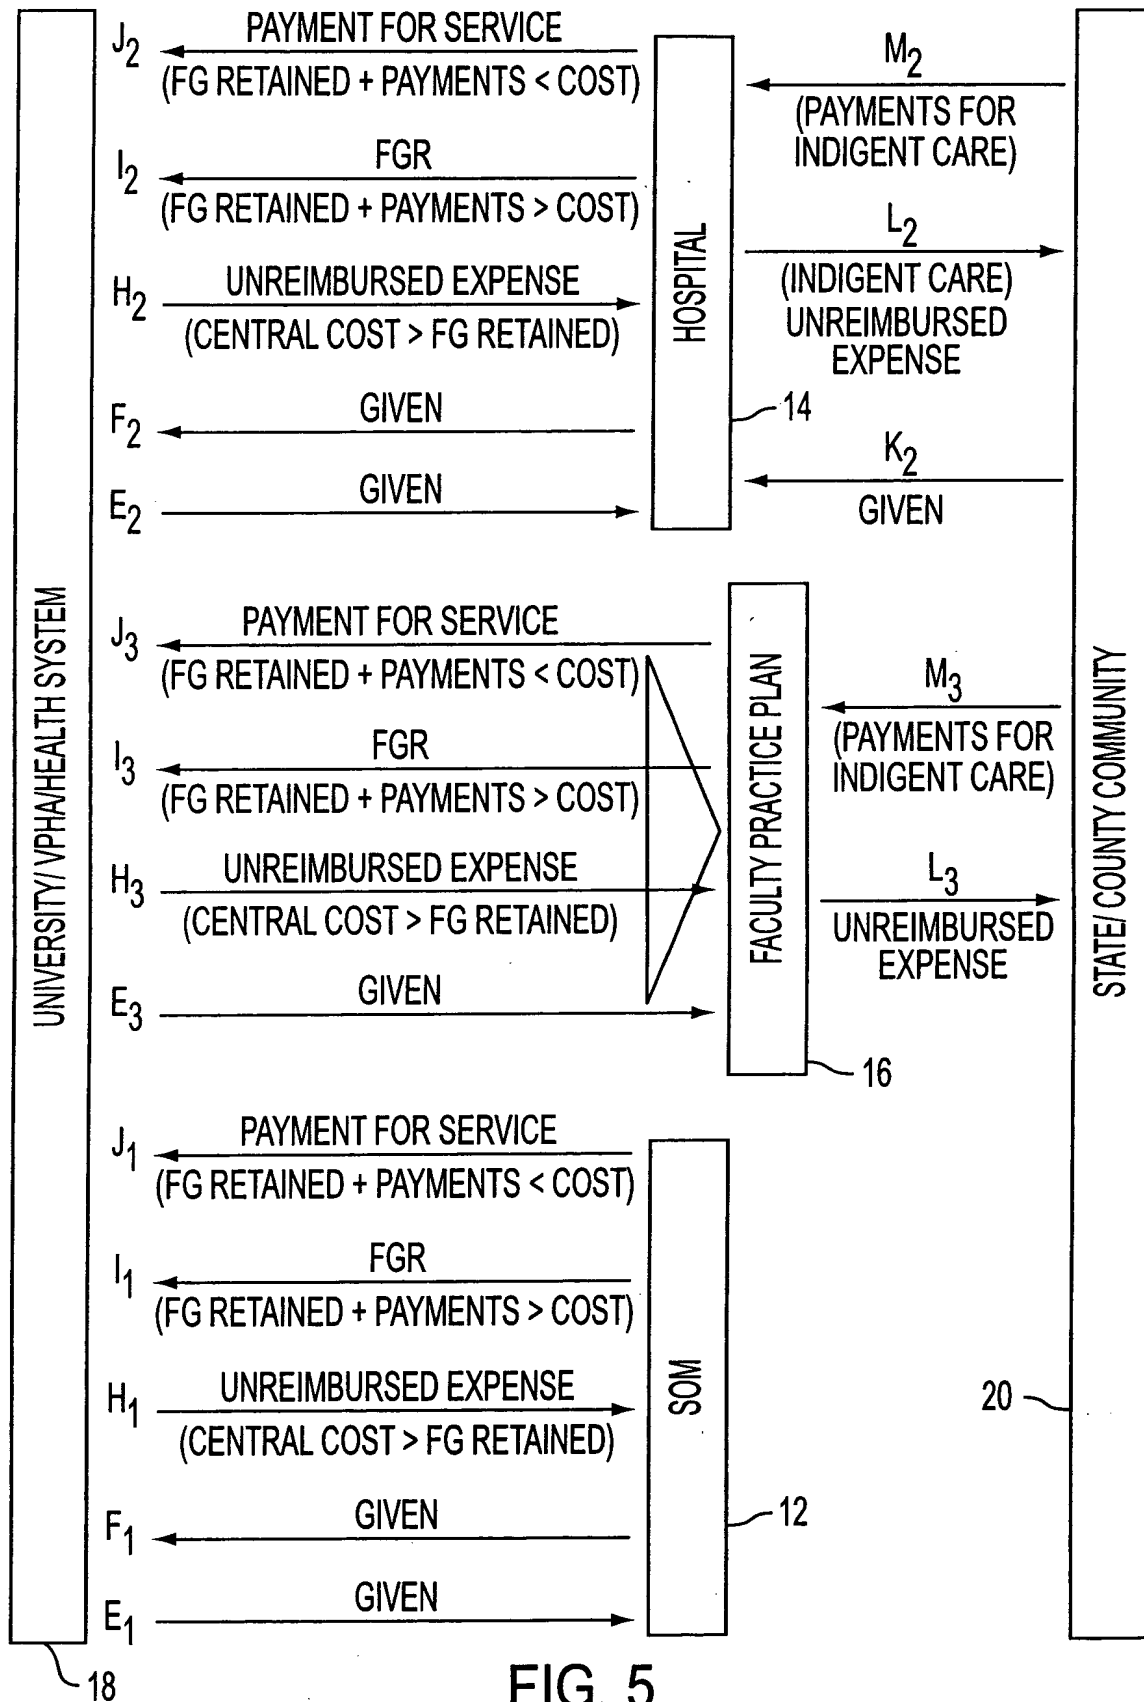 UNIVERSITY/ VPHA/HEALTH SYSTEM
18
J2
PAYMENT FOR SERVICE
(FG RETAINED + PAYMENTS < COST)
I2
FGR
(FG RETAINED + PAYMENTS > COST)
H2
UNREIMBURSED EXPENSE
(CENTRAL COST > FG RETAINED)
F2
GIVEN
E2
GIVEN
HOSPITAL
14
M2
(PAYMENTS FOR
INDIGENT CARE)
L2
(INDIGENT CARE)
UNREIMBURSED
EXPENSE
K2
GIVEN
J3
PAYMENT FOR SERVICE
(FG RETAINED + PAYMENTS < COST)
I3
FGR
(FG RETAINED + PAYMENTS > COST)
H3
UNREIMBURSED EXPENSE
(CENTRAL COST > FG RETAINED)
E3
GIVEN
FACULTY PRACTICE PLAN
16
M3
(PAYMENTS FOR
INDIGENT CARE)
L3
UNREIMBURSED
EXPENSE
J1
PAYMENT FOR SERVICE
(FG RETAINED + PAYMENTS < COST)
I1
FGR
(FG RETAINED + PAYMENTS > COST)
H1
UNREIMBURSED EXPENSE
(CENTRAL COST > FG RETAINED)
F1
GIVEN
E1
GIVEN
SOM
12
STATE/ COUNTY COMMUNITY
20
FIG. 5